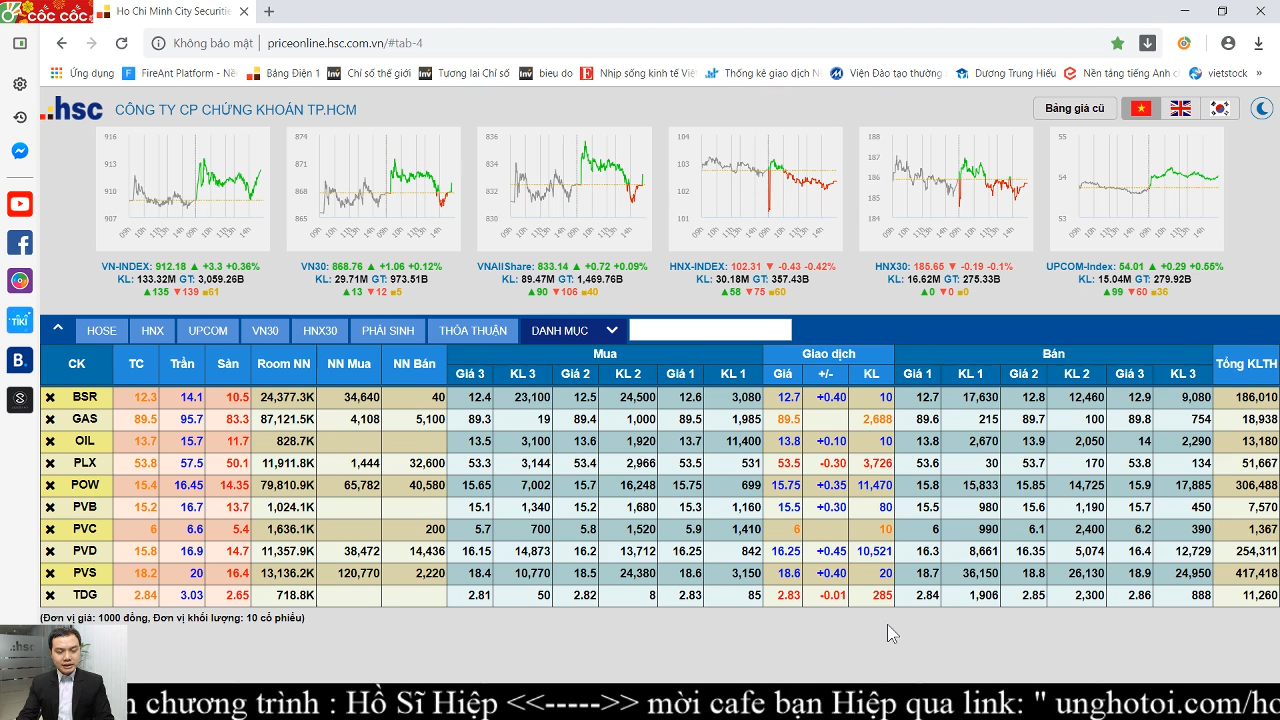 cốc cốc Ho Chi Minh City Securitie
Không bảo mật priceonline.hsc.com.vn/#tab-4
Ứng dụng FireAnt Platform - Nề Bảng Điện 1 Chỉ số thế giới Tương lai Chỉ số bieu do Nhịp sống kinh tế Việ Thống kê giao dịch N Viện Đào tạo thường Dương Trung Hiếu Nền tảng tiếng Anh c vietstock »
.hsc CÔNG TY CP CHỨNG KHOÁN TP.HCM Bảng giá cũ
916 874 836 104 188 55
913 871 834 103 187 54
910 868 832 102 185 53
907 865 830 101 184
VN-INDEX: 912.18 ▲ +3.3 +0.36% VN30: 868.76 ▲ +1.06 +0.12% VNAllShare: 833.14 ▲ +0.72 +0.09% HNX-INDEX: 102.31 ▼ -0.43 -0.42% HNX30: 185.65 ▼ -0.19 -0.1% UPCOM-Index: 54.01 ▲ +0.29 +0.55%
KL: 133.32M GT: 3,059.26B KL: 29.71M GT: 973.51B KL: 89.47M GT: 1,469.76B KL: 30.18M GT: 357.43B KL: 16.62M GT: 275.33B KL: 15.04M GT: 279.92B
▲135 ▼139 ■61 ▲13 ▼12 ■5 ▲90 ▼106 ■40 ▲58 ▼75 ■60 ▲0 ▼0 ■0 ▲99 ▼60 ■36
HOSE HNX UPCOM VN30 HNX30 PHÁI SINH THỎA THUẬN DANH MỤC
CK TC Trần Sàn Room NN NN Mua NN Bán Mua Giao dịch Bán Tổng KLTH
Giá 3 KL 3 Giá 2 KL 2 Giá 1 KL 1 Giá +/- KL Giá 1 KL 1 Giá 2 KL 2 Giá 3 KL 3
BSR 12.3 14.1 10.5 24,377.3K 34,640 40 12.4 23,100 12.5 24,500 12.6 3,080 12.7 +0.40 10 12.7 17,630 12.8 12,460 12.9 9,080 186,010
GAS 89.5 95.7 83.3 87,121.5K 4,108 5,100 89.3 19 89.4 1,000 89.5 1,985 89.5 2,688 89.6 215 89.7 100 89.8 754 18,938
OIL 13.7 15.7 11.7 828.7K 13.5 3,100 13.6 1,920 13.7 11,400 13.8 +0.10 10 13.8 2,670 13.9 2,050 14 2,290 13,180
PLX 53.8 57.5 50.1 11,911.8K 1,444 32,600 53.3 3,144 53.4 2,966 53.5 531 53.5 -0.30 3,726 53.6 30 53.7 170 53.8 134 51,667
POW 15.4 16.45 14.35 79,810.9K 65,782 40,580 15.65 7,002 15.7 16,248 15.75 699 15.75 +0.35 11,470 15.8 15,833 15.85 14,725 15.9 17,885 306,488
PVB 15.2 16.7 13.7 1,024.1K 15.1 1,340 15.2 1,680 15.3 1,160 15.5 +0.30 80 15.5 980 15.6 1,190 15.7 450 7,570
PVC 6 6.6 5.4 1,636.1K 200 5.7 700 5.8 1,520 5.9 1,410 6 10 6 990 6.1 2,400 6.2 390 1,367
PVD 15.8 16.9 14.7 11,357.9K 38,472 14,436 16.15 14,873 16.2 13,712 16.25 842 16.25 +0.45 10,521 16.3 8,661 16.35 5,074 16.4 12,729 254,311
PVS 18.2 20 16.4 13,136.2K 120,770 2,220 18.4 10,770 18.5 24,380 18.6 3,150 18.6 +0.40 20 18.7 36,150 18.8 26,130 18.9 24,950 417,418
TDG 2.84 3.03 2.65 718.8K 2.81 50 2.82 8 2.83 85 2.83 -0.01 285 2.84 1,906 2.85 2,300 2.86 888 11,260
(Đơn vị giá: 1000 đồng, Đơn vị khối lượng: 10 cổ phiếu)
n chương trình : Hồ Sĩ Hiệp <<----->> mời cafe bạn Hiệp qua link: " unghotoi.com/ho